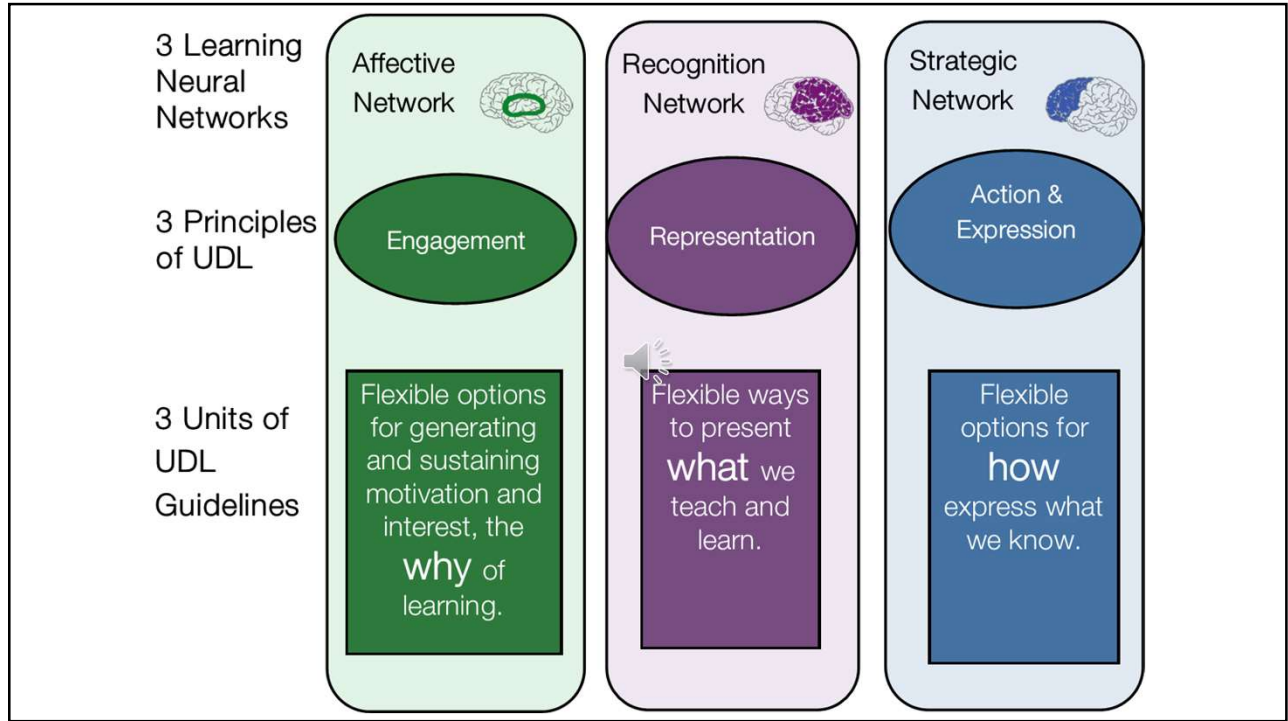 3 Learning
Neural
Networks
Affective
Network
Recognition
Network
Strategic
Network
3 Principles
of UDL
Engagement
Representation
Action &
Expression
3 Units of
UDL
Guidelines
Flexible options
for generating
and sustaining
motivation and
interest, the
why of
learning.
Flexible ways
to present
what we
teach and
learn.
Flexible
options for
how
express what
we know.